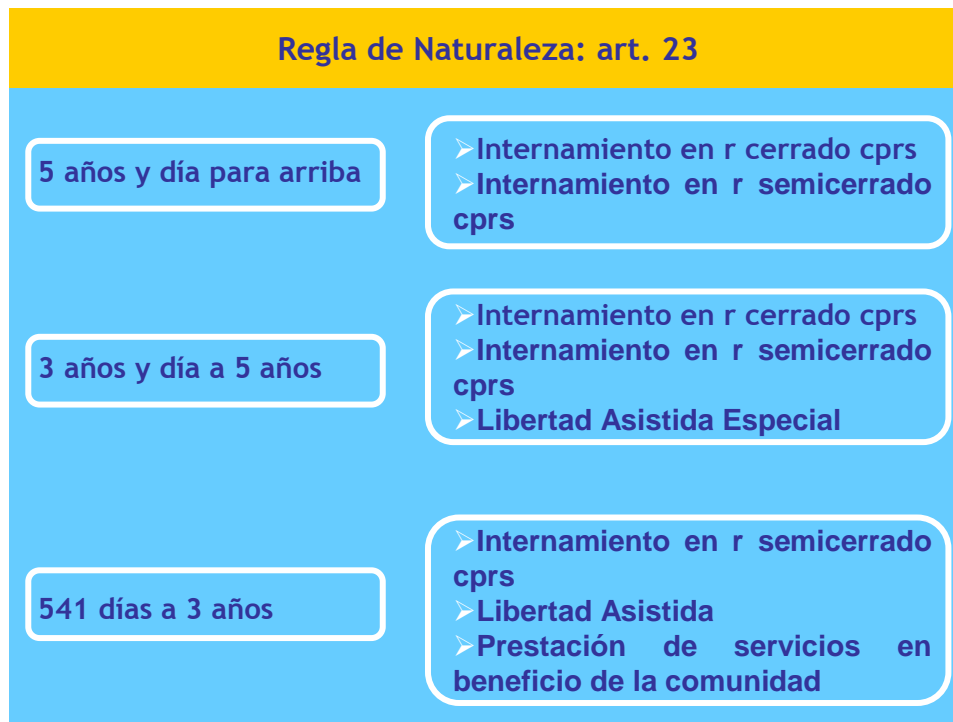 Regla de Naturaleza: art. 23
5 años y día para arriba
➢Internamiento en r cerrado cprs
➢Internamiento en r semicerrado
cprs
3 años y día a 5 años
➢Internamiento en r cerrado cprs
➢Internamiento en r semicerrado
cprs
➢Libertad Asistida Especial
541 días a 3 años
➢Internamiento en r semicerrado
cprs
➢Libertad Asistida
➢Prestación de servicios en
beneficio de la comunidad